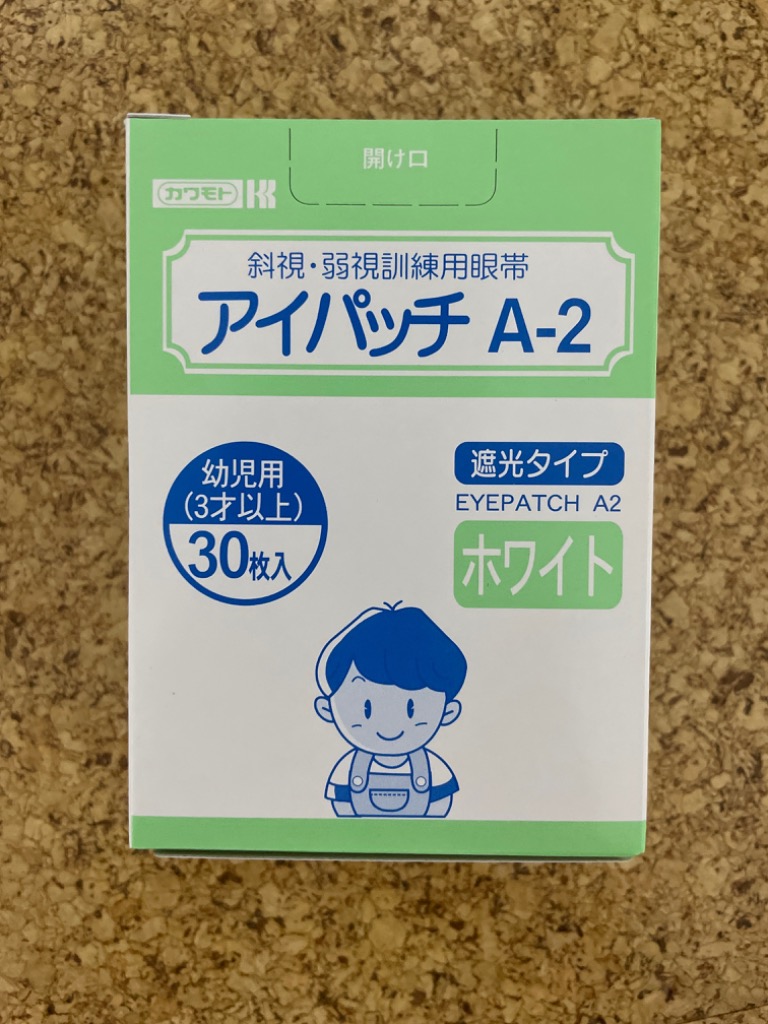 開け口
カワモト
斜視・弱視訓練用眼帯
アイパッチ A-2
幼児用
(3才以上)
30枚入
遮光タイプ
EYEPATCH A2
ホワイト